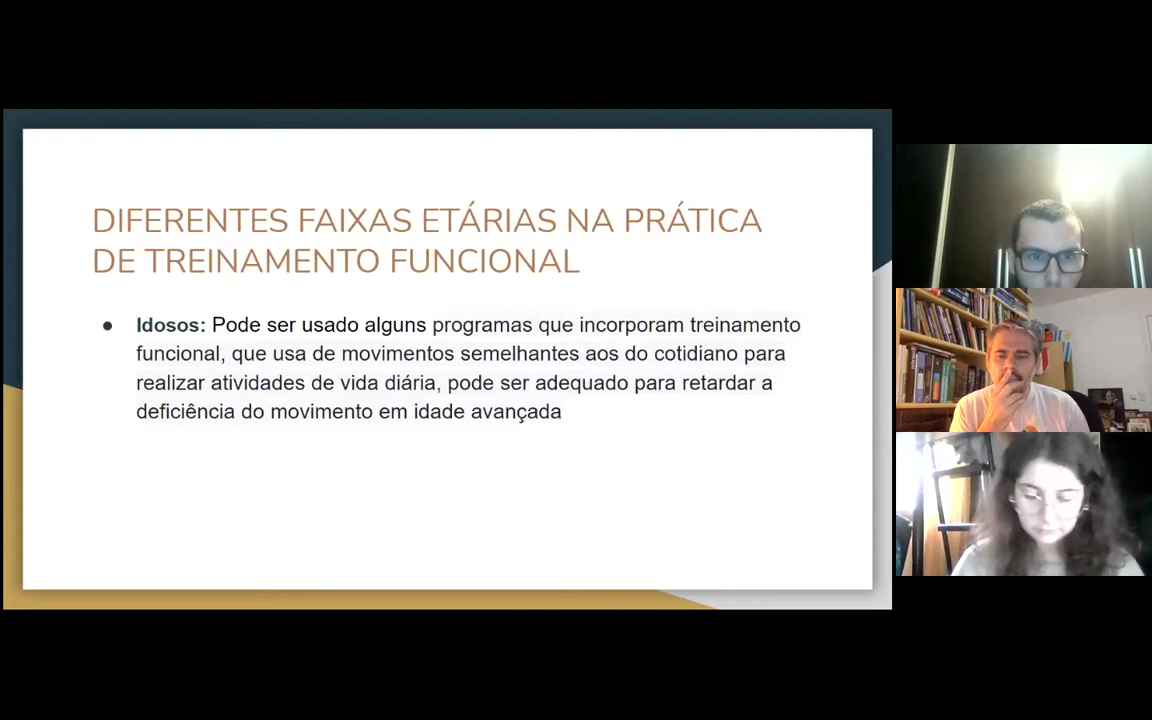 DIFERENTES FAIXAS ETÁRIAS NA PRÁTICA
DE TREINAMENTO FUNCIONAL
● Idosos: Pode ser usado alguns programas que incorporam treinamento
funcional, que usa de movimentos semelhantes aos do cotidiano para
realizar atividades de vida diária, pode ser adequado para retardar a
deficiência do movimento em idade avançada